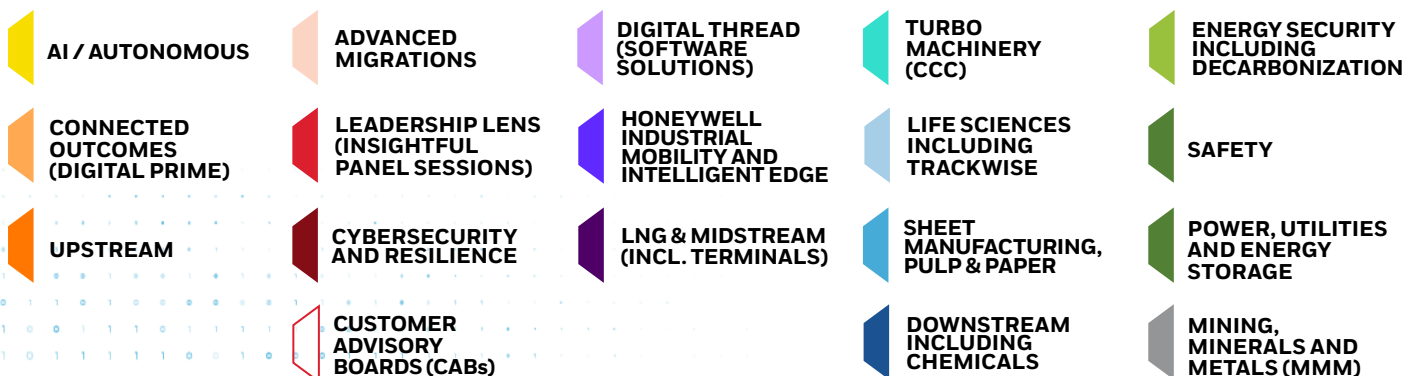 AI / AUTONOMOUS
ADVANCED
MIGRATIONS
DIGITAL THREAD
(SOFTWARE
SOLUTIONS)
TURBO
MACHINERY
(CCC)
ENERGY SECURITY
INCLUDING
DECARBONIZATION
CONNECTED
OUTCOMES
(DIGITAL PRIME)
LEADERSHIP LENS
(INSIGHTFUL
PANEL SESSIONS)
HONEYWELL
INDUSTRIAL
MOBILITY AND
INTELLIGENT EDGE
LIFE SCIENCES
INCLUDING
TRACKWISE
SAFETY
UPSTREAM
CYBERSECURITY
AND RESILIENCE
LNG & MIDSTREAM
(INCL. TERMINALS)
SHEET
MANUFACTURING,
PULP & PAPER
POWER, UTILITIES
AND ENERGY
STORAGE
CUSTOMER
ADVISORY
BOARDS (CABs)
DOWNSTREAM
INCLUDING
CHEMICALS
MINING,
MINERALS AND
METALS (MMM)